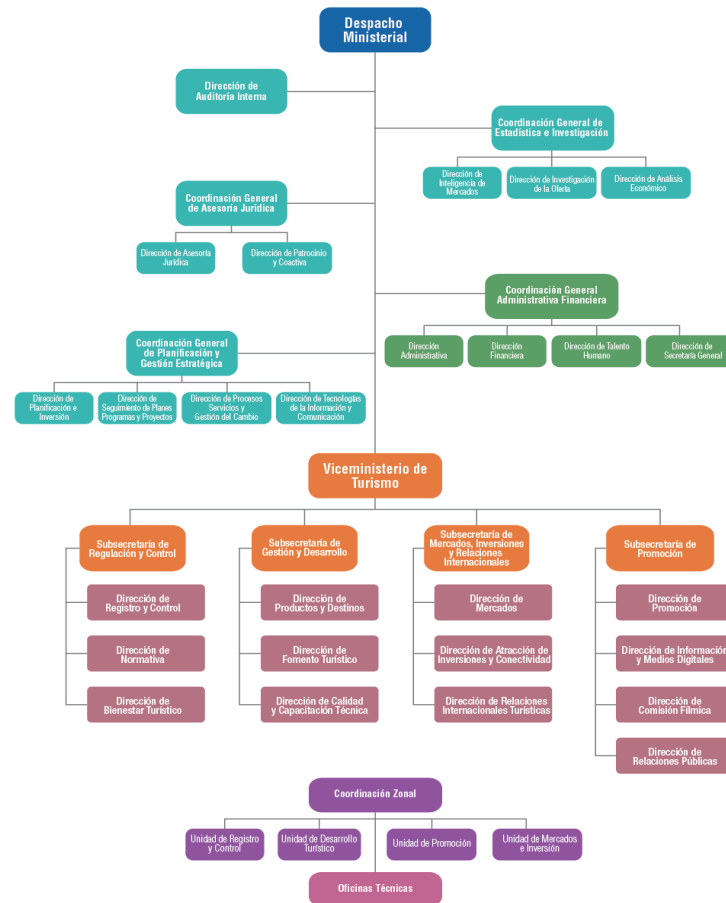 Despacho
Ministerial
Dirección de
Auditoría Interna
Coordinación General de
Estadística e Investigación
Dirección de
Inteligencia de
Mercados
Dirección de Investigación
de la Oferta
Dirección de Análisis
Económico
Coordinación General
de Asesoría Jurídica
Dirección de Asesoría
Jurídica
Dirección de Patrocinio
y Coactiva
Coordinación General
Administrativa Financiera
Dirección
Administrativa
Dirección
Financiera
Dirección de Talento
Humano
Dirección de
Secretaría General
Coordinación General
de Planificación y
Gestión Estratégica
Dirección de
Planificación e
Inversión
Dirección de
Seguimiento de Planes
Programas y Proyectos
Dirección de Procesos
Servicios y
Gestión del Cambio
Dirección de Tecnologías
de la Información y
Comunicación
Viceministerio de
Turismo
Subsecretaría de
Regulación y Control
Dirección de
Registro y Control
Dirección de
Normativa
Dirección de
Bienestar Turístico
Subsecretaría de
Gestión y Desarrollo
Dirección de
Productos y Destinos
Dirección de
Fomento Turístico
Dirección de Calidad
y Capacitación Técnica
Subsecretaría de
Mercados, Inversiones
y Relaciones
Internacionales
Dirección de
Mercados
Dirección de Atracción de
Inversiones y Conectividad
Dirección de Relaciones
Internacionales Turísticas
Subsecretaría de
Promoción
Dirección de
Promoción
Dirección de Información
y Medios Digitales
Dirección de
Comisión Fílmica
Dirección de
Relaciones Públicas
Coordinación Zonal
Unidad de Registro
y Control
Unidad de Desarrollo
Turístico
Unidad de Promoción
Unidad de Mercados
e Inversión
Oficinas Técnicas